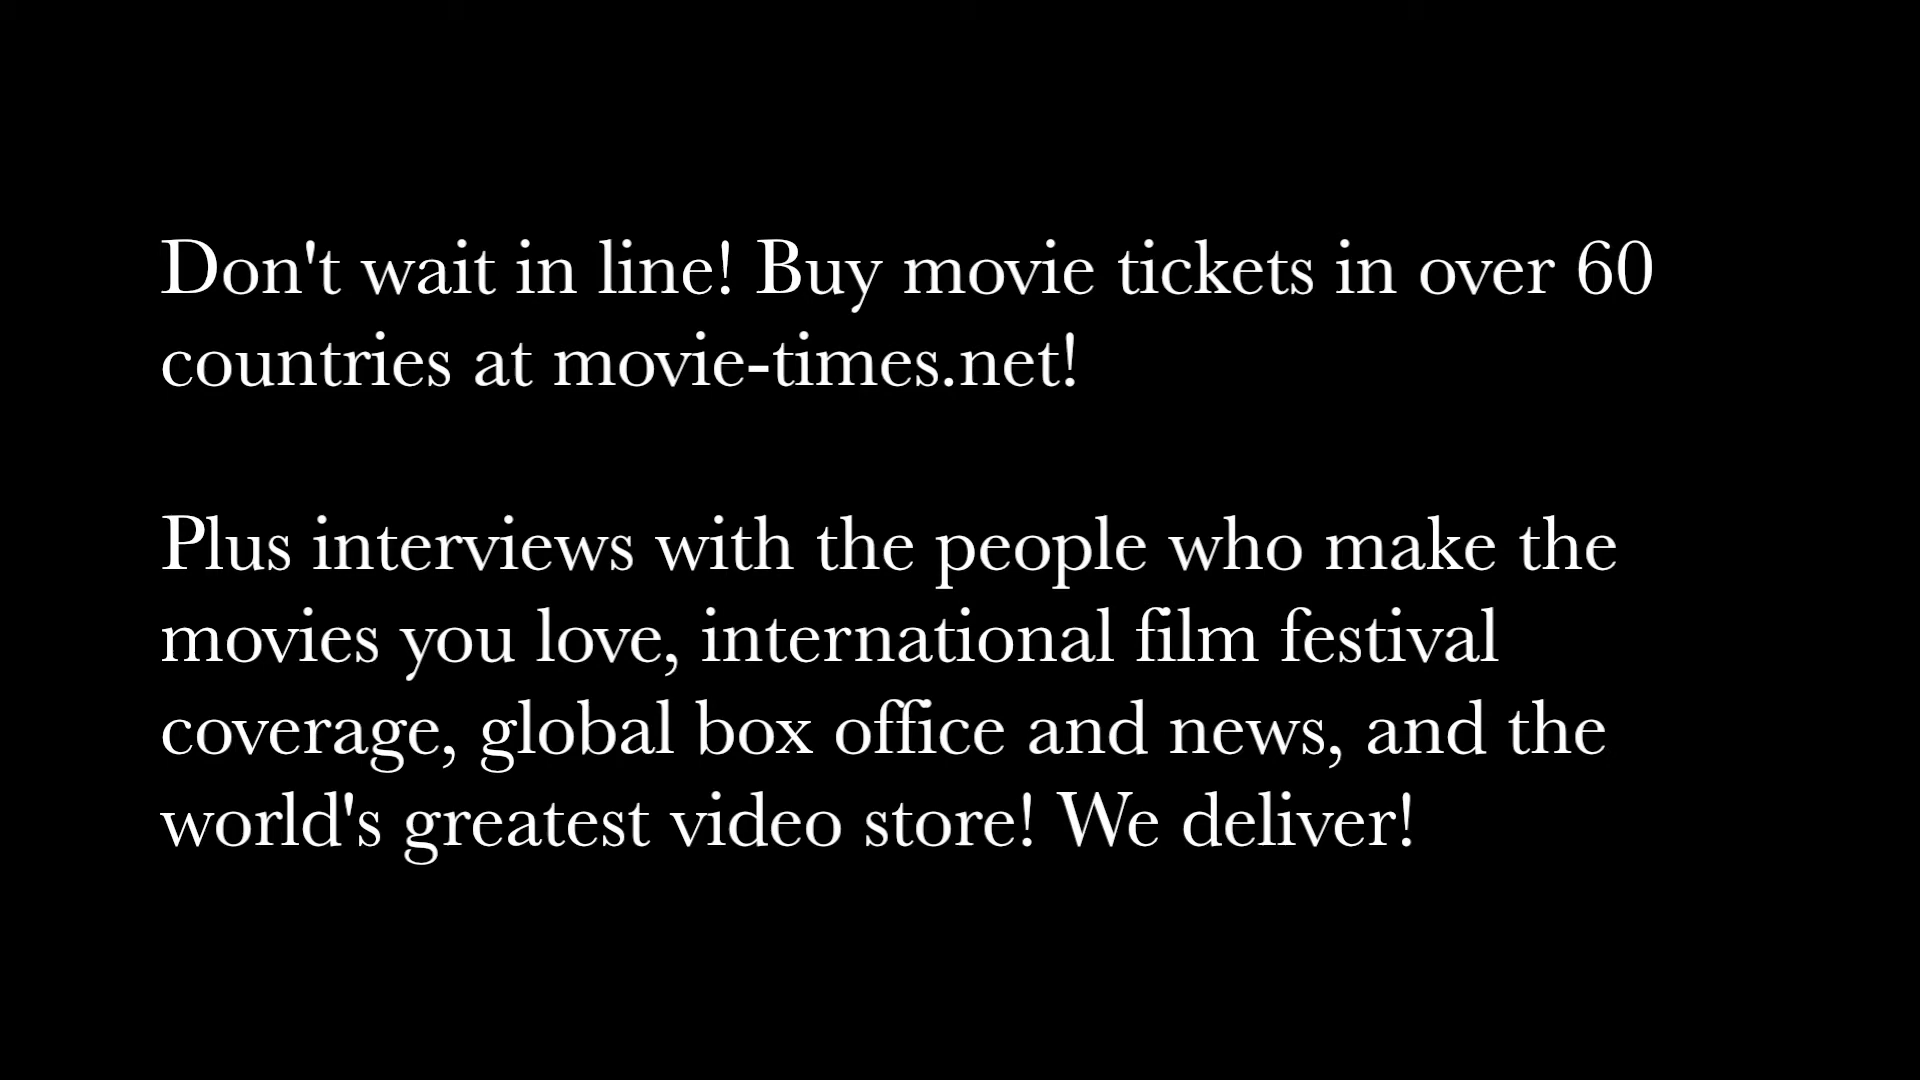 Don't wait in line! Buy movie tickets in over 60
countries at movie-times.net!
Plus interviews with the people who make the
movies you love, international film festival
coverage, global box office and news, and the
world's greatest video store! We deliver!